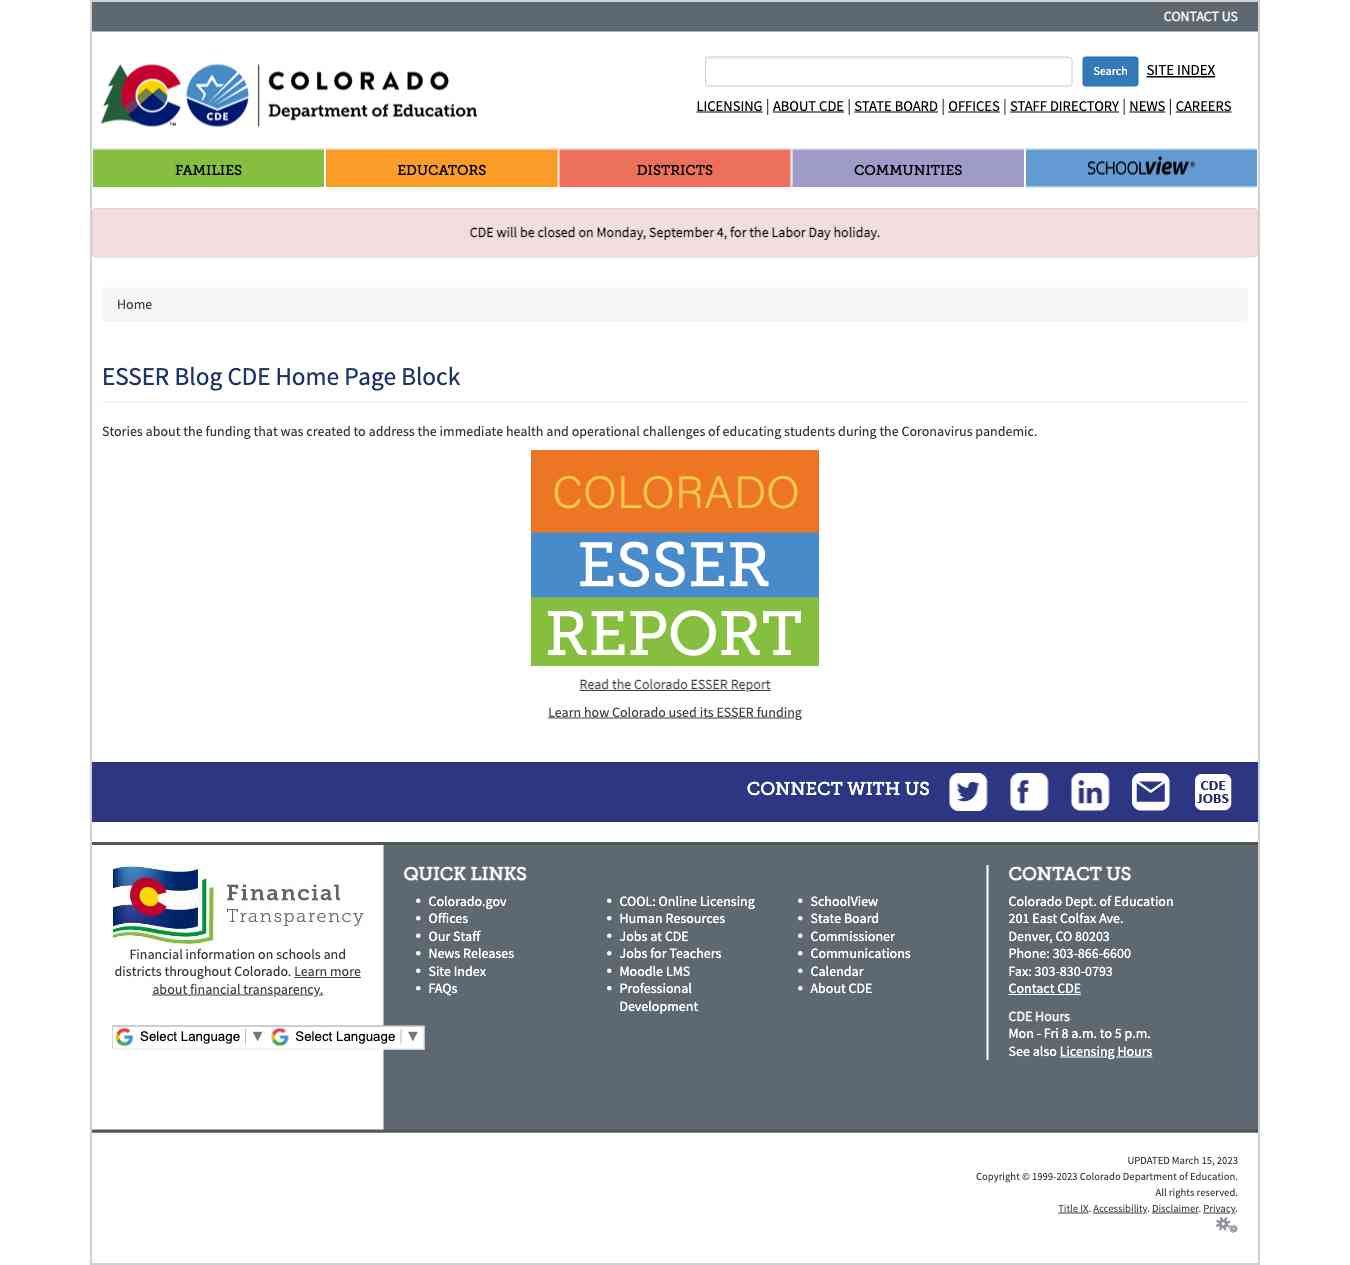 CONTACT US
COLORADO
Department of Education
CDE
TM
Search
SITE INDEX
LICENSING | ABOUT CDE | STATE BOARD | OFFICES | STAFF DIRECTORY | NEWS | CAREERS
FAMILIES
EDUCATORS
DISTRICTS
COMMUNITIES
SCHOOLview®
CDE will be closed on Monday, September 4, for the Labor Day holiday.
Home
ESSER Blog CDE Home Page Block
Stories about the funding that was created to address the immediate health and operational challenges of educating students during the Coronavirus pandemic.
COLORADO
ESSER
REPORT
Read the Colorado ESSER Report
Learn how Colorado used its ESSER funding
CONNECT WITH US
CDE
JOBS
Financial
Transparency
Financial information on schools and
districts throughout Colorado. Learn more
about financial transparency.
Select Language ▼
Select Language ▼
QUICK LINKS
• Colorado.gov
• Offices
• Our Staff
• News Releases
• Site Index
• FAQs
• COOL: Online Licensing
• Human Resources
• Jobs at CDE
• Jobs for Teachers
• Moodle LMS
• Professional
Development
• SchoolView
• State Board
• Commissioner
• Communications
• Calendar
• About CDE
CONTACT US
Colorado Dept. of Education
201 East Colfax Ave.
Denver, CO 80203
Phone: 303-866-6600
Fax: 303-830-0793
Contact CDE
CDE Hours
Mon - Fri 8 a.m. to 5 p.m.
See also Licensing Hours
UPDATED March 15, 2023
Copyright © 1999-2023 Colorado Department of Education.
All rights reserved.
Title IX. Accessibility. Disclaimer. Privacy.